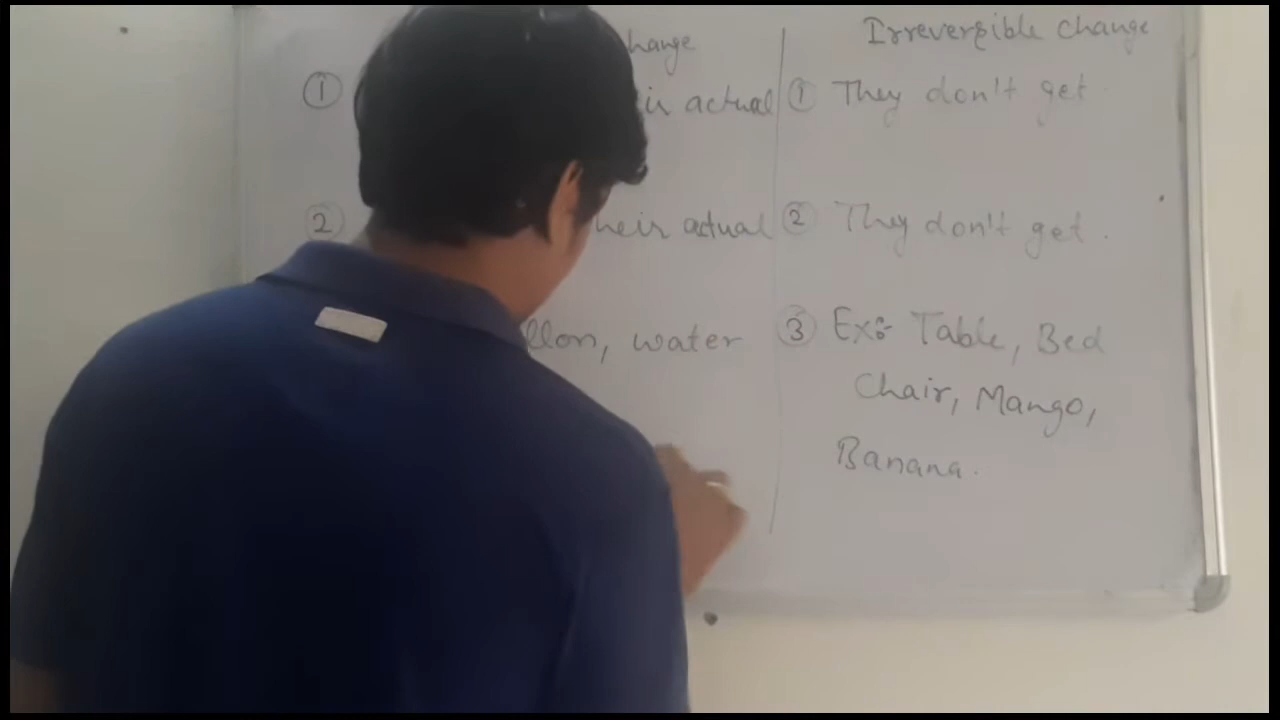 hange
① ir actual
② heir actual
llon, water
Irreversible change
① They don't get.
② They don't get.
③ Ex:- Table, Bed
Chair, Mango,
Banana.